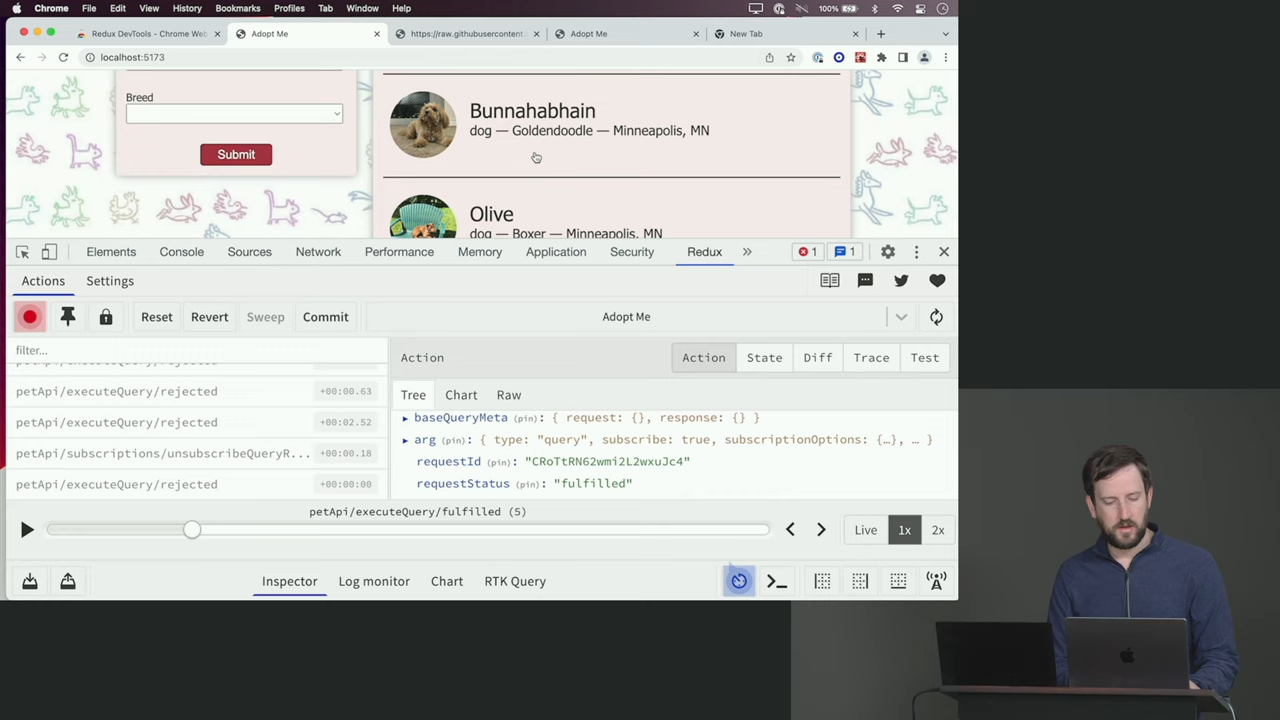 Chrome File Edit View History Bookmarks Profiles Tab Window Help 100%
Redux DevTools - Chrome Web
Adopt Me
https://raw.githubusercontent.
Adopt Me
New Tab
localhost:5173
Breed
Submit
Bunnahabhain
dog — Goldendoodle — Minneapolis, MN
Olive
dog — Boxer — Minneapolis, MN
Elements Console Sources Network Performance Memory Application Security Redux » 1 1
Actions Settings
Reset Revert Sweep Commit Adopt Me
filter...
petApi/executeQuery/rejected
petApi/executeQuery/rejected +00:00.63
petApi/executeQuery/rejected +00:02.52
petApi/subscriptions/unsubscribeQueryR... +00:00.18
petApi/executeQuery/rejected +00:00:00
Action Action State Diff Trace Test
Tree Chart Raw
baseQueryMeta (pin): { request: {}, response: {} }
arg (pin): { type: "query", subscribe: true, subscriptionOptions: {…}, … }
requestId (pin): "CRoTtRN62wmi2L2wxuJc4"
requestStatus (pin): "fulfilled"
petApi/executeQuery/fulfilled (5)
Live 1x 2x
Inspector Log monitor Chart RTK Query